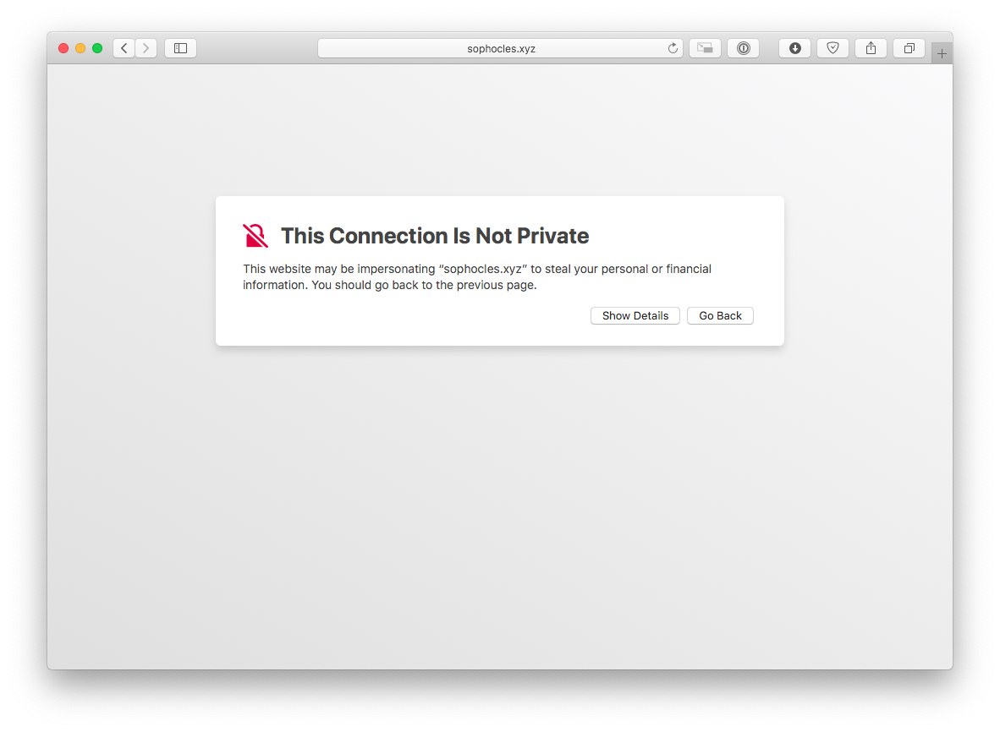 sophocles.xyz
This Connection Is Not Private
This website may be impersonating “sophocles.xyz” to steal your personal or financial
information. You should go back to the previous page.
Show Details
Go Back